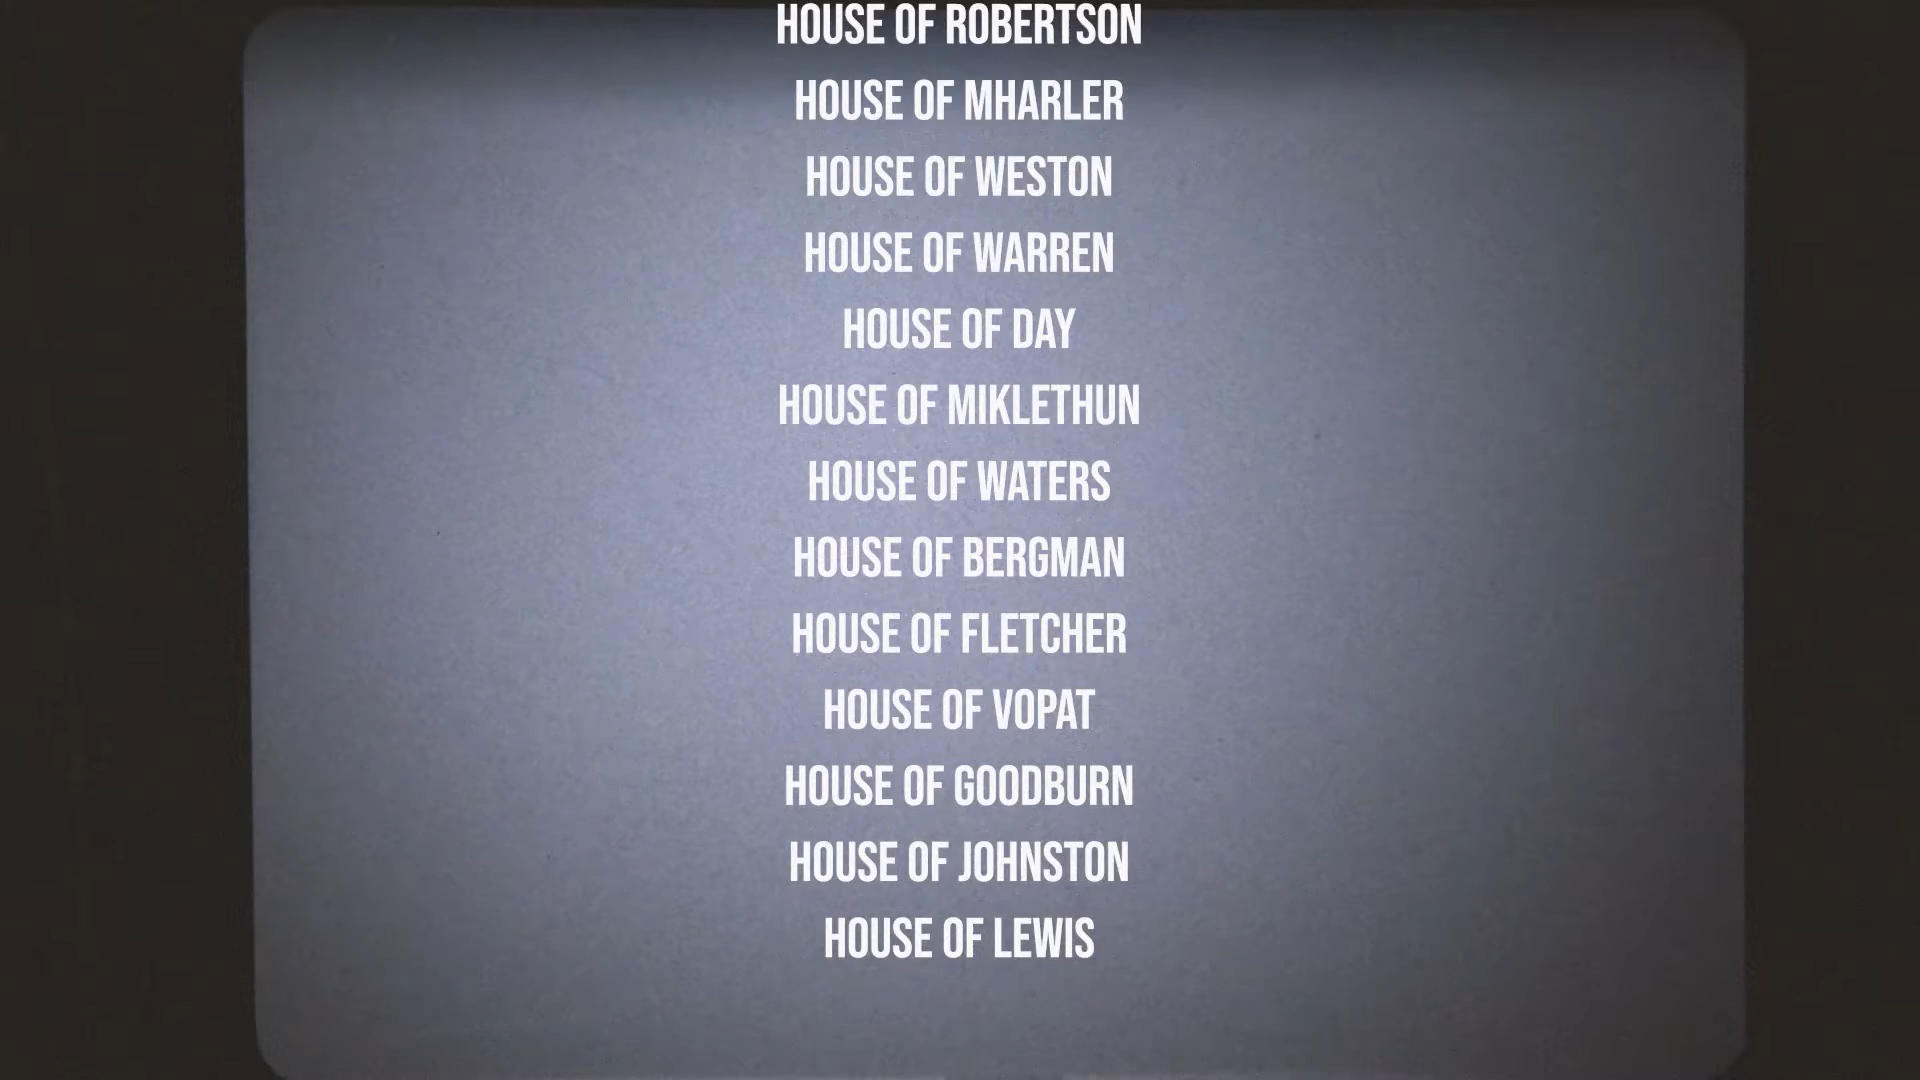 HOUSE OF ROBERTSON
HOUSE OF MHARLER
HOUSE OF WESTON
HOUSE OF WARREN
HOUSE OF DAY
HOUSE OF MIKLETHUN
HOUSE OF WATERS
HOUSE OF BERGMAN
HOUSE OF FLETCHER
HOUSE OF VOPAT
HOUSE OF GOODBURN
HOUSE OF JOHNSTON
HOUSE OF LEWIS